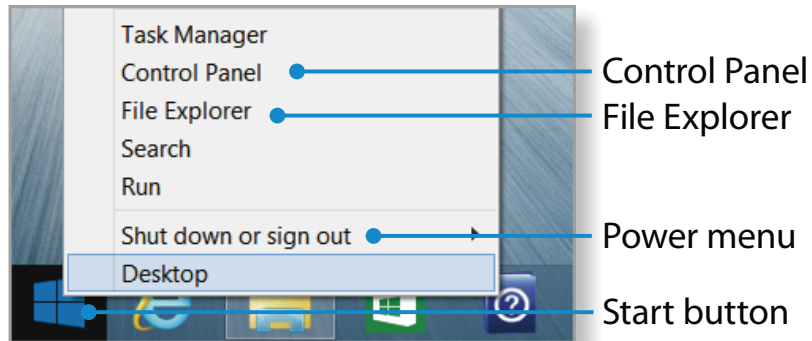 Task Manager
Control Panel
File Explorer
Search
Run
Shut down or sign out
Desktop
?
Control Panel
File Explorer
Power menu
Start button